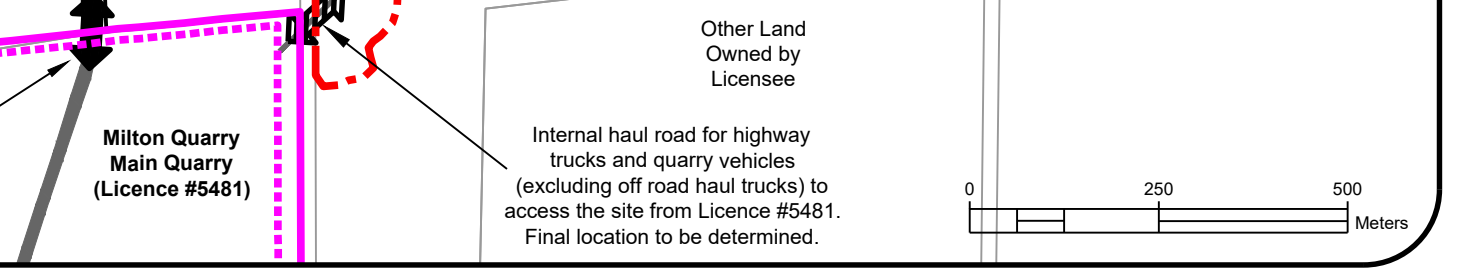 Other Land
Owned by
Licensee
Milton Quarry
Main Quarry
(Licence #5481)
Internal haul road for highway
trucks and quarry vehicles
(excluding off road haul trucks) to
access the site from Licence #5481.
Final location to be determined.
0 250 500
Meters